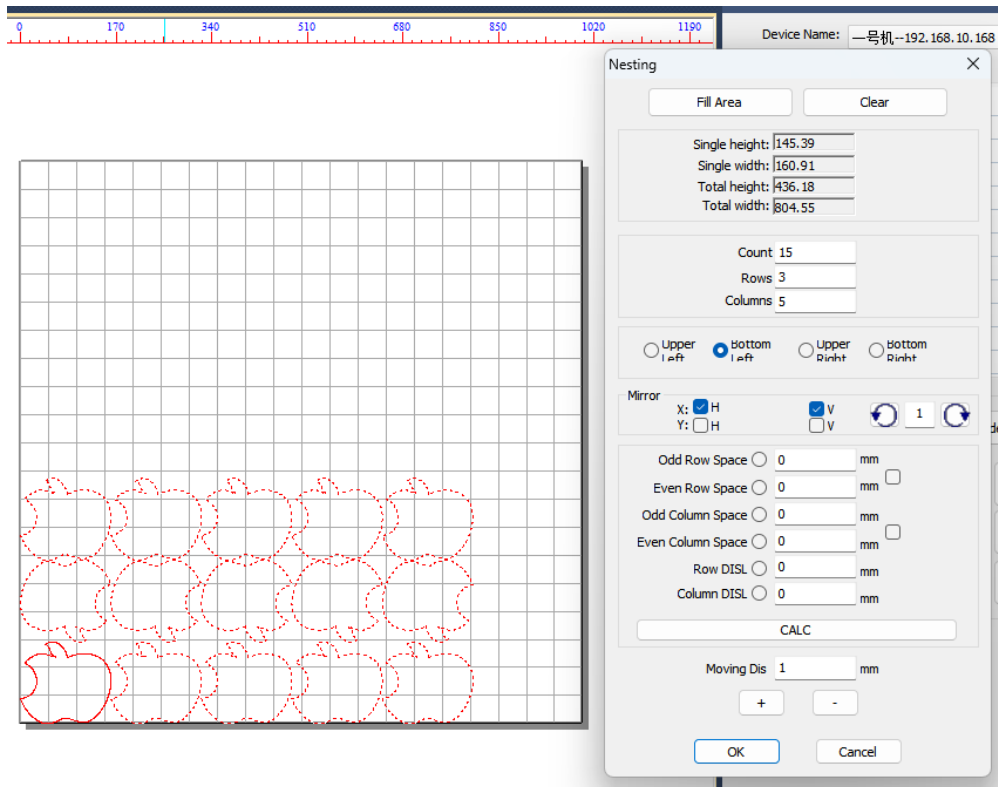 0 170 340 510 680 850 1020 1190
Device Name: 一号机--192.168.10.168
Nesting
Fill Area Clear
Single height: 145.39
Single width: 160.91
Total height: 436.18
Total width: 804.55
Count 15
Rows 3
Columns 5
Upper Left Bottom Left Upper Right Bottom Right
Mirror
X: H V
Y: H V
1
Odd Row Space 0 mm
Even Row Space 0 mm
Odd Column Space 0 mm
Even Column Space 0 mm
Row DISL 0 mm
Column DISL 0 mm
CALC
Moving Dis 1 mm
+ -
OK Cancel